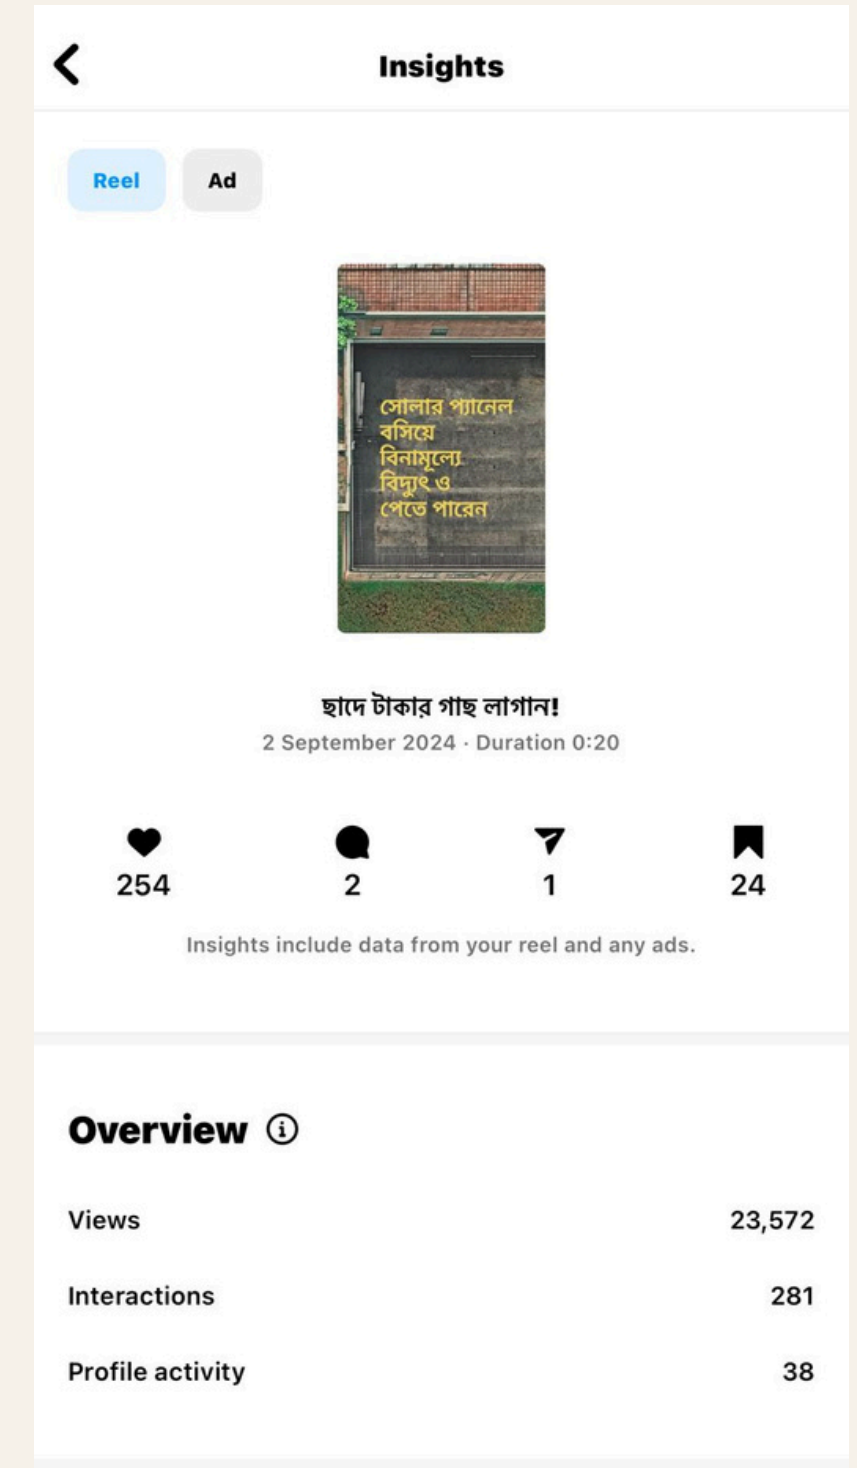 Insights
Reel
Ad
সোলার প্যানেল
বসিয়ে
বিনামূল্যে
বিদ্যুৎ ও
পেতে পারেন
ছাদে টাকার গাছ লাগান!
2 September 2024 · Duration 0:20
254
2
1
24
Insights include data from your reel and any ads.
Overview
Views 23,572
Interactions 281
Profile activity 38